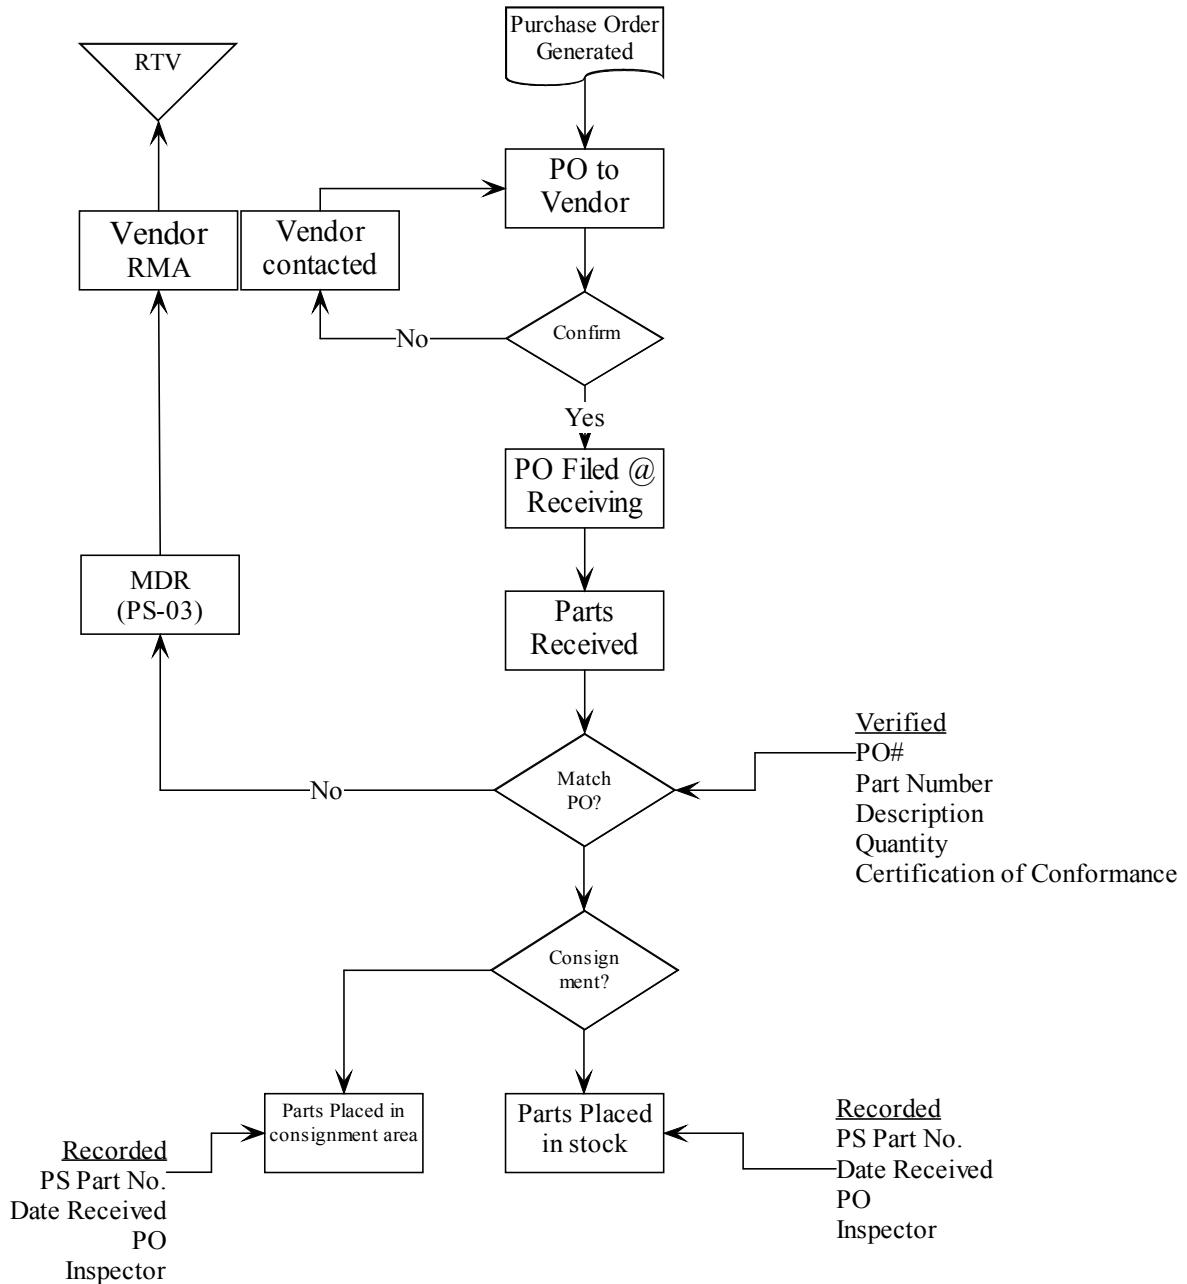 Purchase Order
Generated
RTV
PO to
Vendor
Vendor
RMA
Vendor
contacted
Confirm
No
Yes
PO Filed @
Receiving
MDR
(PS-03)
Parts
Received
Verified
PO#
Part Number
Description
Quantity
Certification of Conformance
Match
PO?
No
Consign
ment?
Parts Placed in
consignment area
Parts Placed
in stock
Recorded
PS Part No.
Date Received
PO
Inspector
Recorded
PS Part No.
Date Received
PO
Inspector